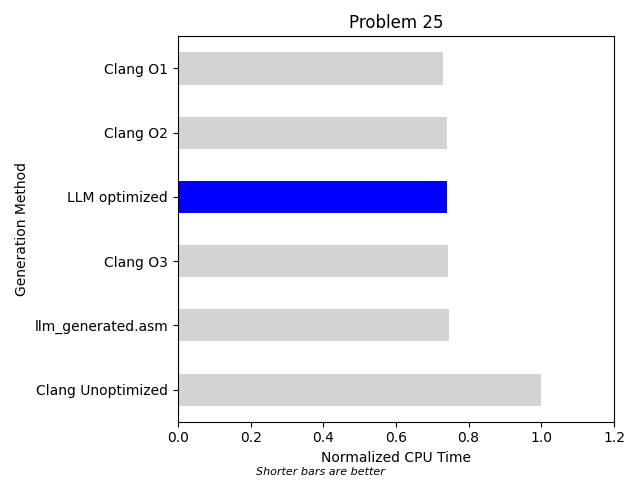 Problem 25
Clang O1
Clang O2
LLM optimized
Clang O3
llm_generated.asm
Clang Unoptimized
Generation Method
0.0 0.2 0.4 0.6 0.8 1.0 1.2
Normalized CPU Time
Shorter bars are better